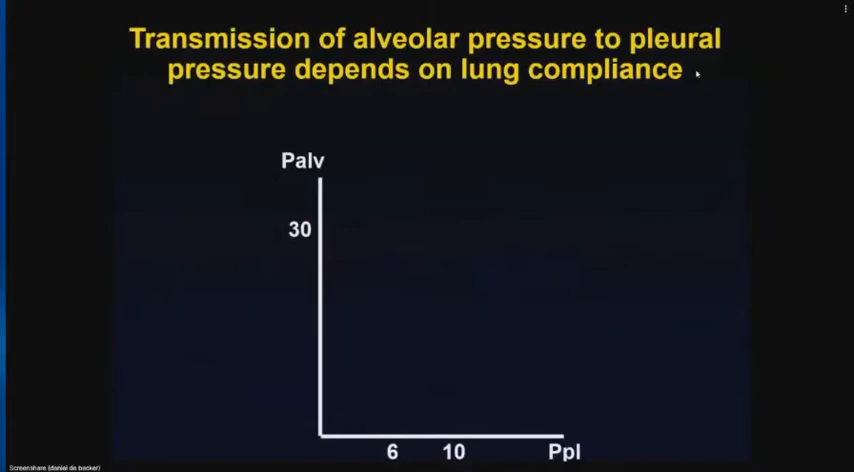 Transmission of alveolar pressure to pleural
pressure depends on lung compliance
Palv
30
6 10 Ppl
Screenshare (daniel de backer)